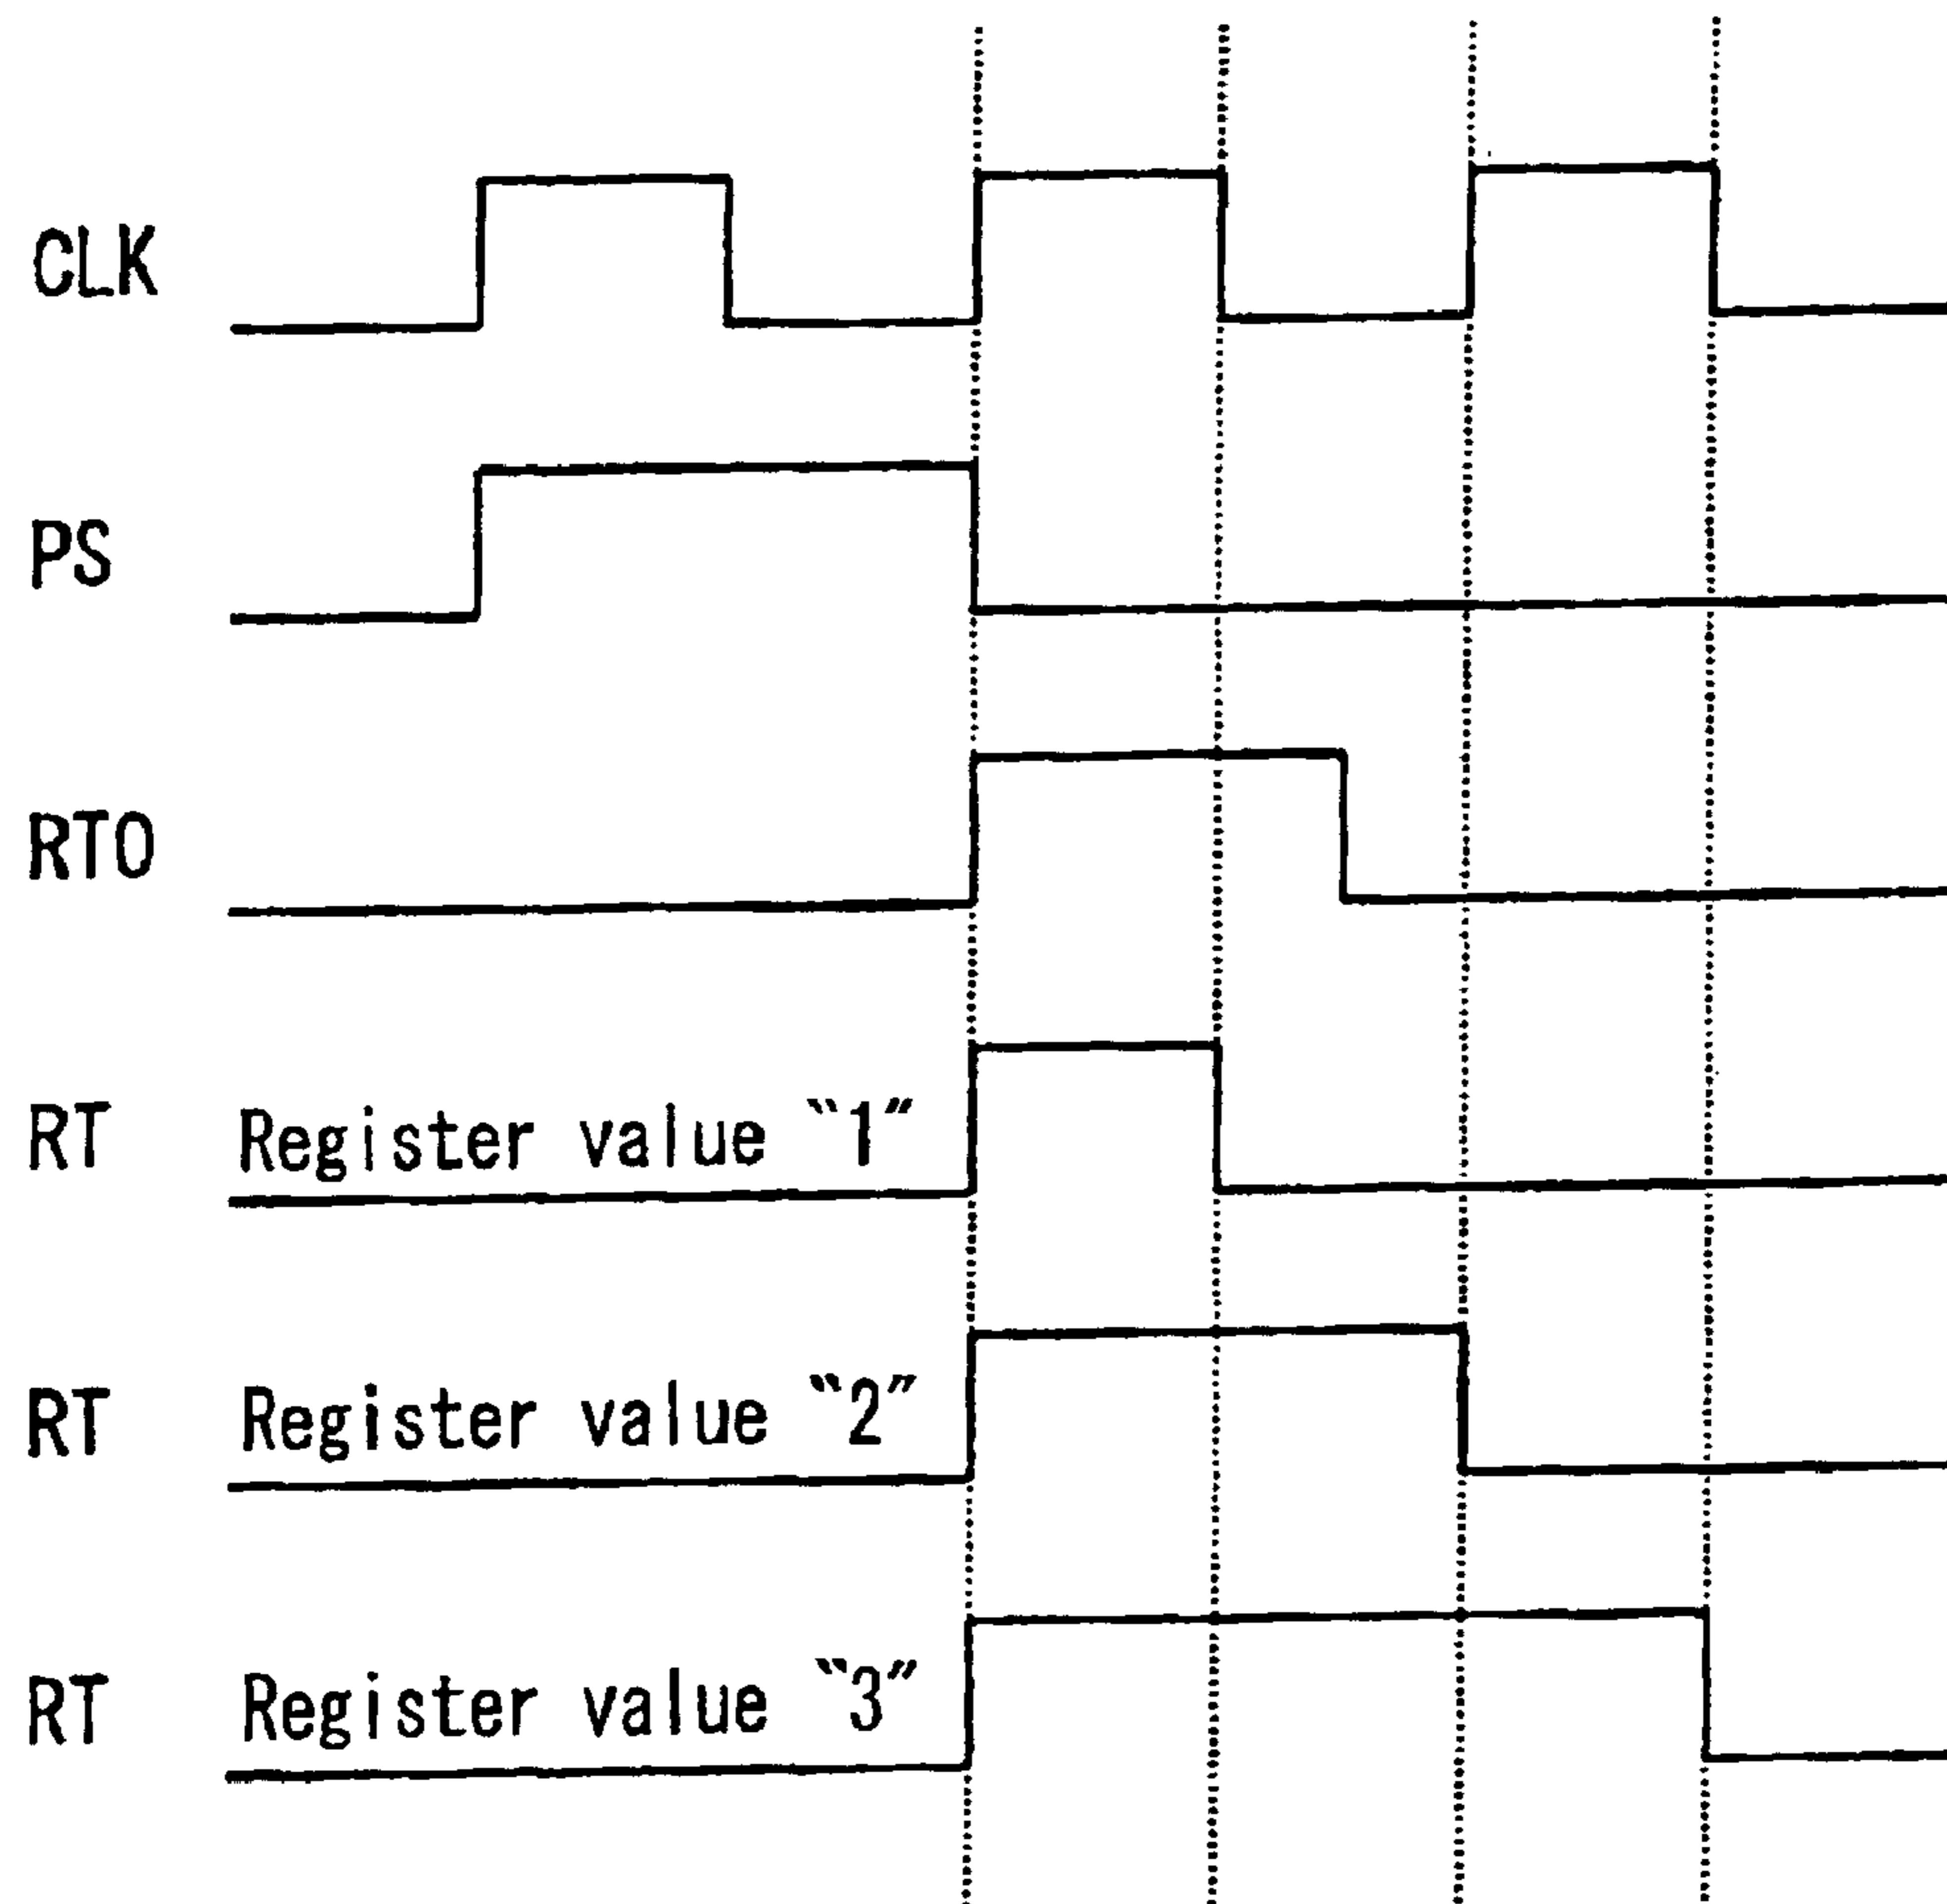 CLK
PS
RTO
RT Register value "1"
RT Register value "2"
RT Register value "3"